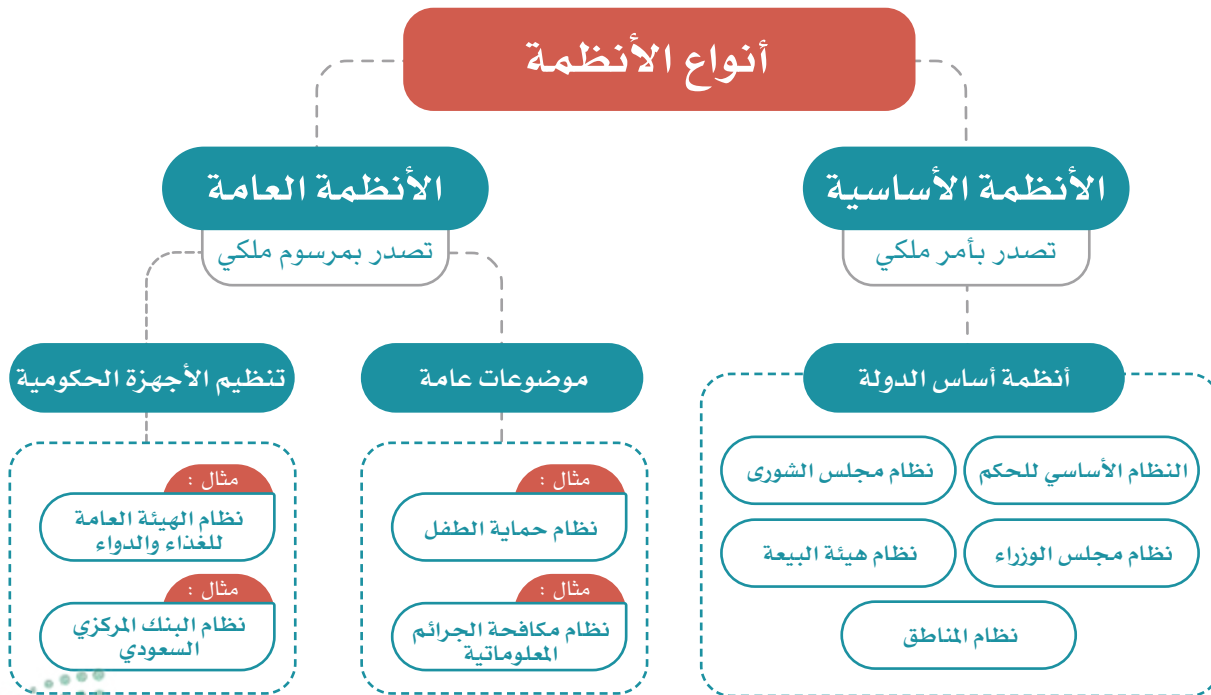 أنواع الأنظمة
الأنظمة الأساسية
تصدر بأمر ملكي
أنظمة أساس الدولة
النظام الأساسي للحكم
نظام مجلس الشورى
نظام مجلس الوزراء
نظام هيئة البيعة
نظام المناطق
الأنظمة العامة
تصدر بمرسوم ملكي
موضوعات عامة
مثال :
نظام حماية الطفل
مثال :
نظام مكافحة الجرائم
المعلوماتية
تنظيم الأجهزة الحكومية
مثال :
نظام الهيئة العامة
للغذاء والدواء
مثال :
نظام البنك المركزي
السعودي